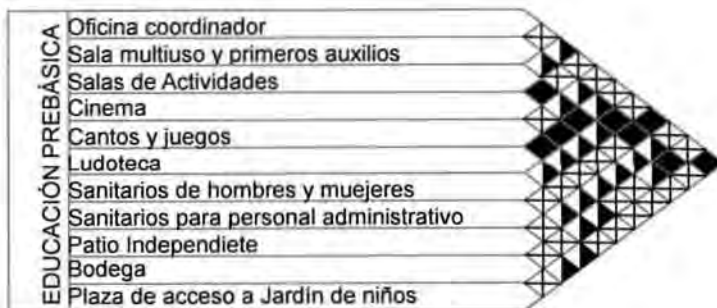 EDUCACIÓN PREBÁSICA
Oficina coordinador
Sala multiuso y primeros auxilios
Salas de Actividades
Cinema
Cantos y juegos
Ludoteca
Sanitarios de hombres y muejeres
Sanitarios para personal administrativo
Patio Independiete
Bodega
Plaza de acceso a Jardín de niños